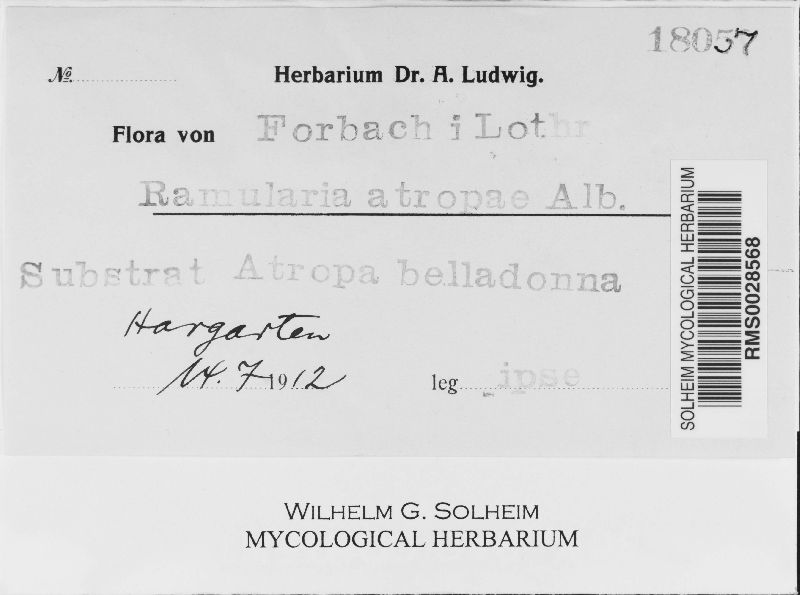 18057
№
Herbarium Dr. A. Ludwig.
Flora von Forbach i Lothr
Ramularia atropae Alb.
Substrat Atropa belladonna
Hargarten
14. 7 1912
leg. ipse
SOLHEIM MYCOLOGICAL HERBARIUM
RMS0028568
WILHELM G. SOLHEIM
MYCOLOGICAL HERBARIUM